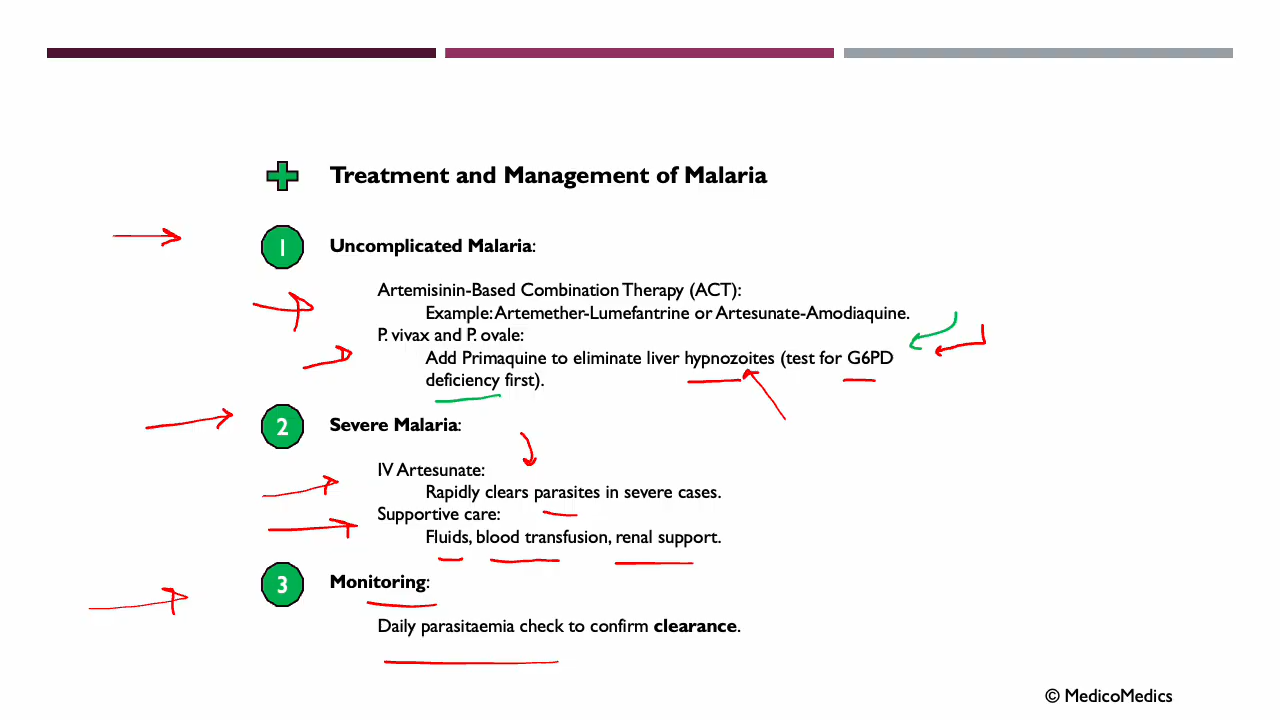 Treatment and Management of Malaria
1
Uncomplicated Malaria:
Artemisinin-Based Combination Therapy (ACT):
Example: Artemether-Lumefantrine or Artesunate-Amodiaquine.
P. vivax and P. ovale:
Add Primaquine to eliminate liver hypnozoites (test for G6PD
deficiency first).
2
Severe Malaria:
IV Artesunate:
Rapidly clears parasites in severe cases.
Supportive care:
Fluids, blood transfusion, renal support.
3
Monitoring:
Daily parasitaemia check to confirm clearance.
© MedicoMedics